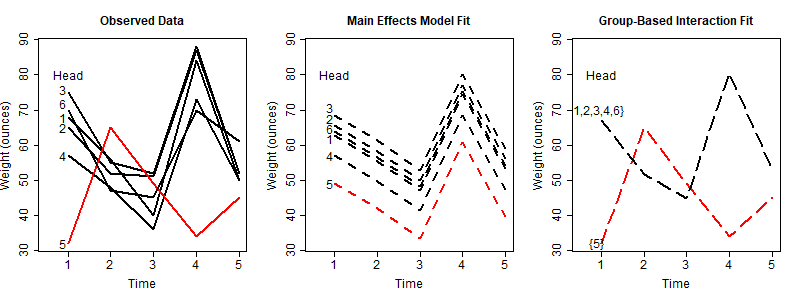 Observed Data
Weight (ounces)
90
80
70
60
50
40
30
Head
3
6
1
2
4
5
1 2 3 4 5
Time
Main Effects Model Fit
Weight (ounces)
90
80
70
60
50
40
30
Head
3
2
6
1
4
5
1 2 3 4 5
Time
Group-Based Interaction Fit
Weight (ounces)
90
80
70
60
50
40
30
Head
1,2,3,4,6}
{5}
1 2 3 4 5
Time